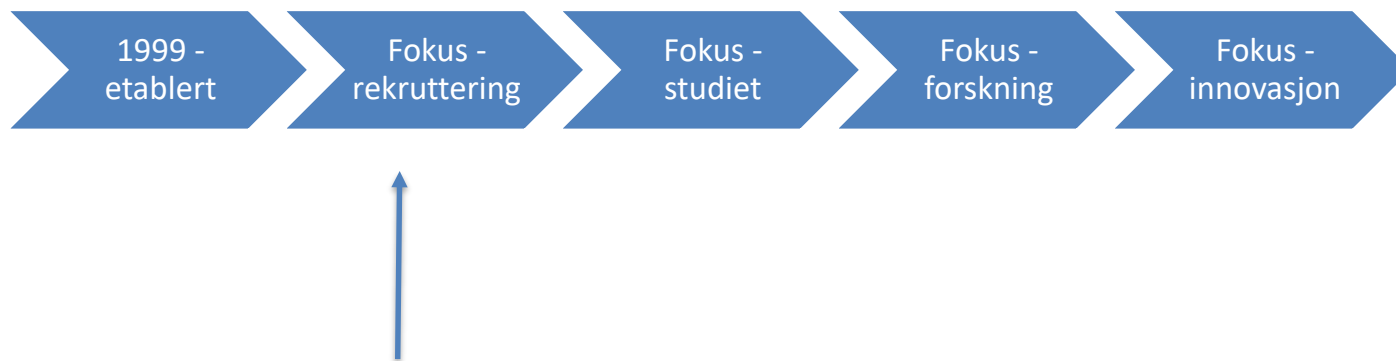 1999 -
etablert
Fokus -
rekruttering
Fokus -
studiet
Fokus -
forskning
Fokus -
innovasjon